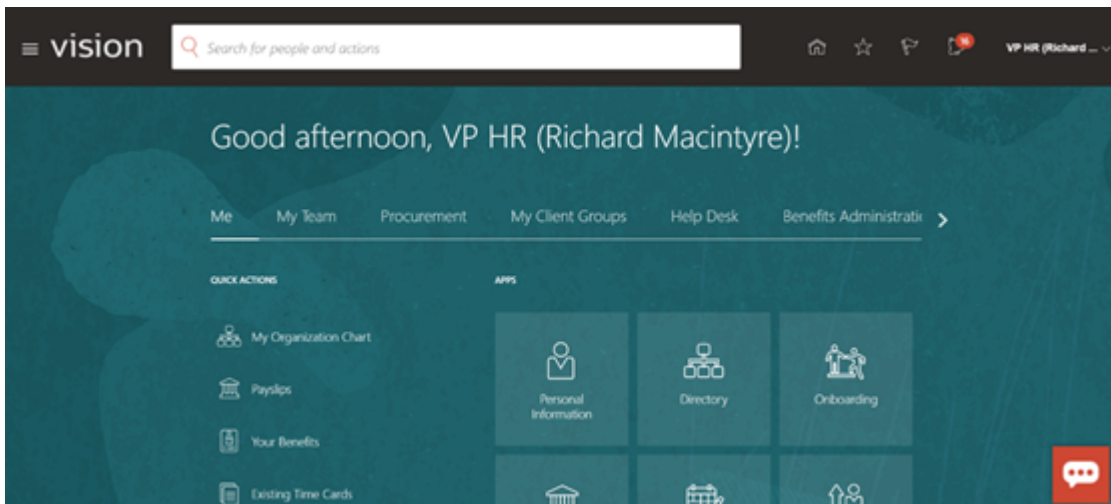 vision
Search for people and actions
16
VP HR (Richard ...
Good afternoon, VP HR (Richard Macintyre)!
Me My Team Procurement My Client Groups Help Desk Benefits Administratic
QUICK ACTIONS
APPS
My Organization Chart
Payslips
Your Benefits
Existing Time Cards
Personal Information
Directory
Onboarding